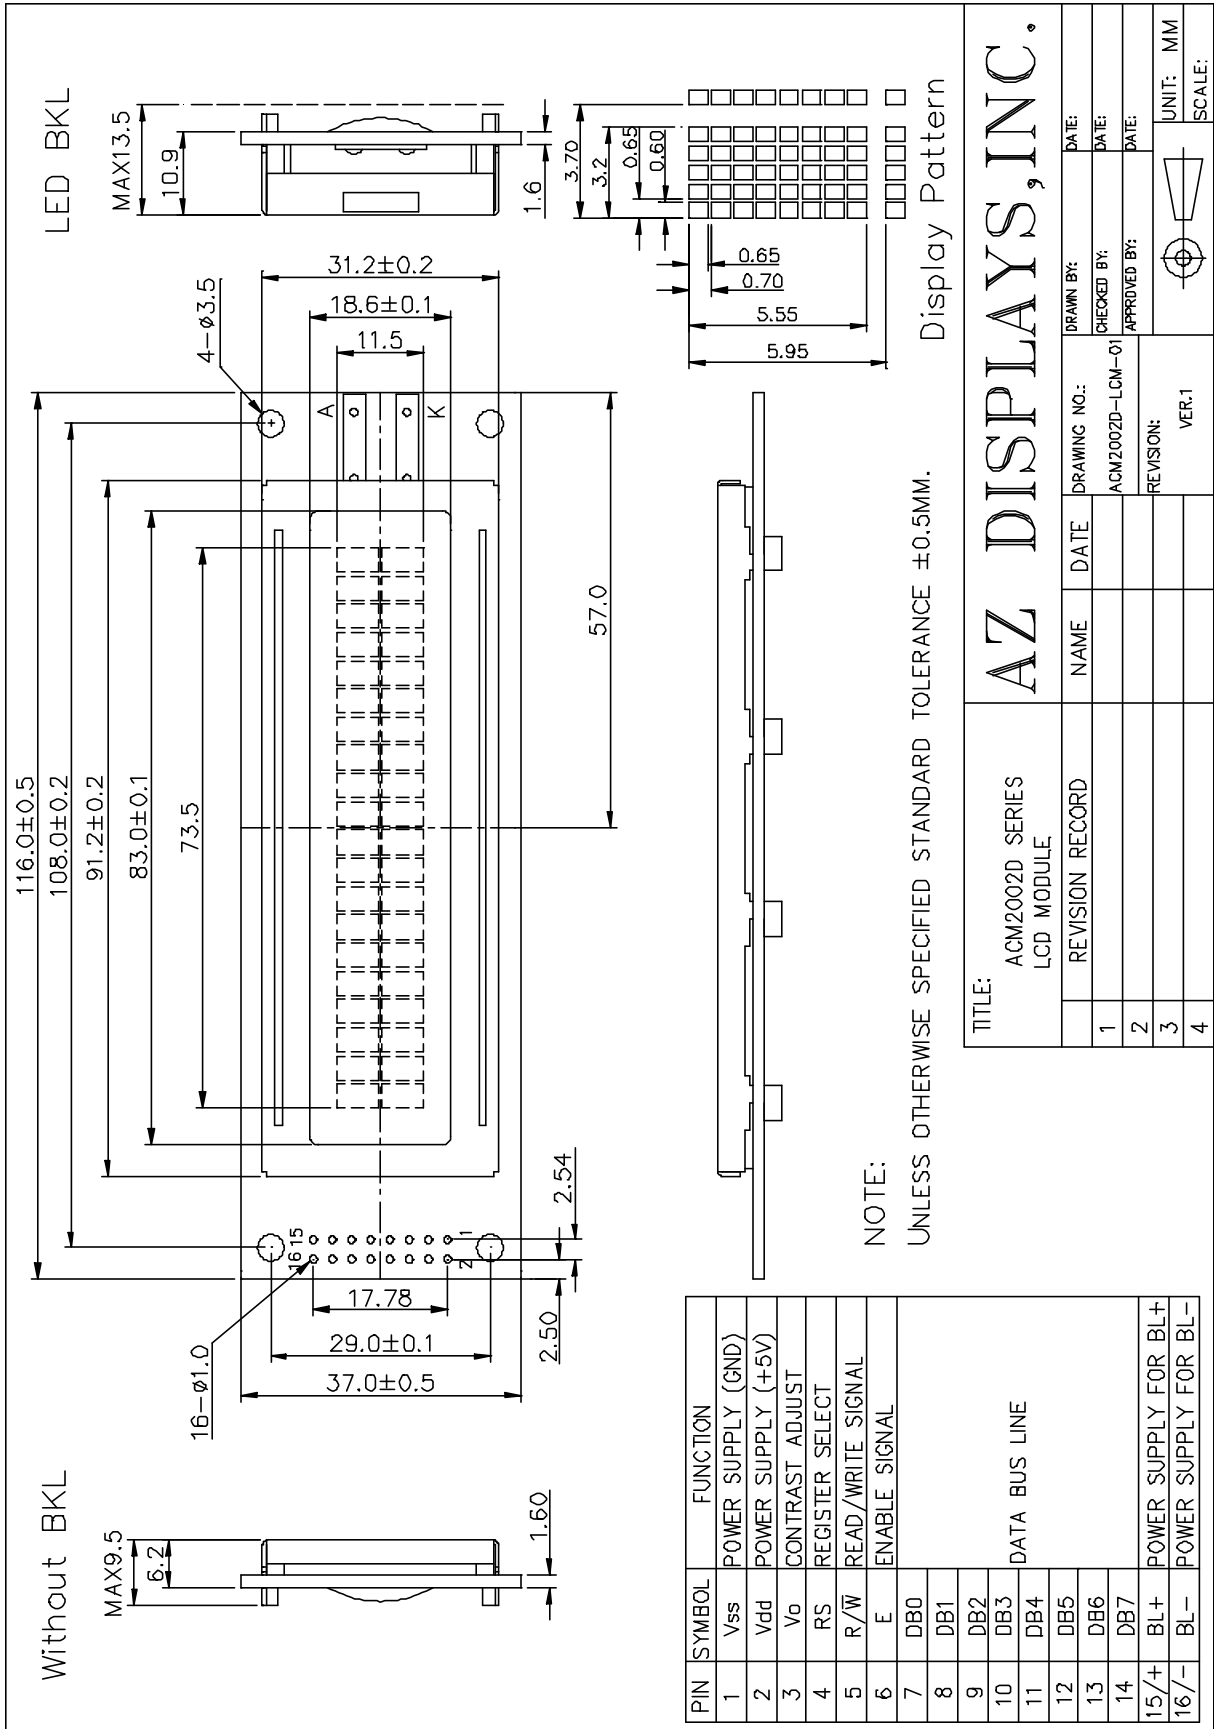 Without BKL
MAX9.5
6.2
1.60
116.0±0.5
108.0±0.2
91.2±0.2
83.0±0.1
73.5
16-ø1.0
4-ø3.5
16 15
2 1
A
K
17.78
29.0±0.1
37.0±0.5
2.50
2.54
31.2±0.2
18.6±0.1
11.5
57.0
LED BKL
MAX13.5
10.9
1.6
3.70
3.2
0.65
0.60
0.65
0.70
5.55
5.95
Display Pattern
PIN SYMBOL FUNCTION
1 Vss POWER SUPPLY (GND)
2 Vdd POWER SUPPLY (+5V)
3 Vo CONTRAST ADJUST
4 RS REGISTER SELECT
5 R/W̅ READ/WRITE SIGNAL
6 E ENABLE SIGNAL
7 DB0
8 DB1
9 DB2
10 DB3
DATA BUS LINE
11 DB4
12 DB5
13 DB6
14 DB7
15/+ BL+ POWER SUPPLY FOR BL+
16/- BL- POWER SUPPLY FOR BL-
NOTE:
UNLESS OTHERWISE SPECIFIED STANDARD TOLERANCE ±0.5MM.
TITLE:
ACM2002D SERIES
LCD MODULE
AZ DISPLAYS,INC.
REVISION RECORD NAME DATE
1
2
3
4
DRAWING NO.:
ACM2002D-LCM-01
REVISION:
VER.1
DRAWN BY: DATE:
CHECKED BY: DATE:
APPROVED BY: DATE:
UNIT: MM
SCALE: